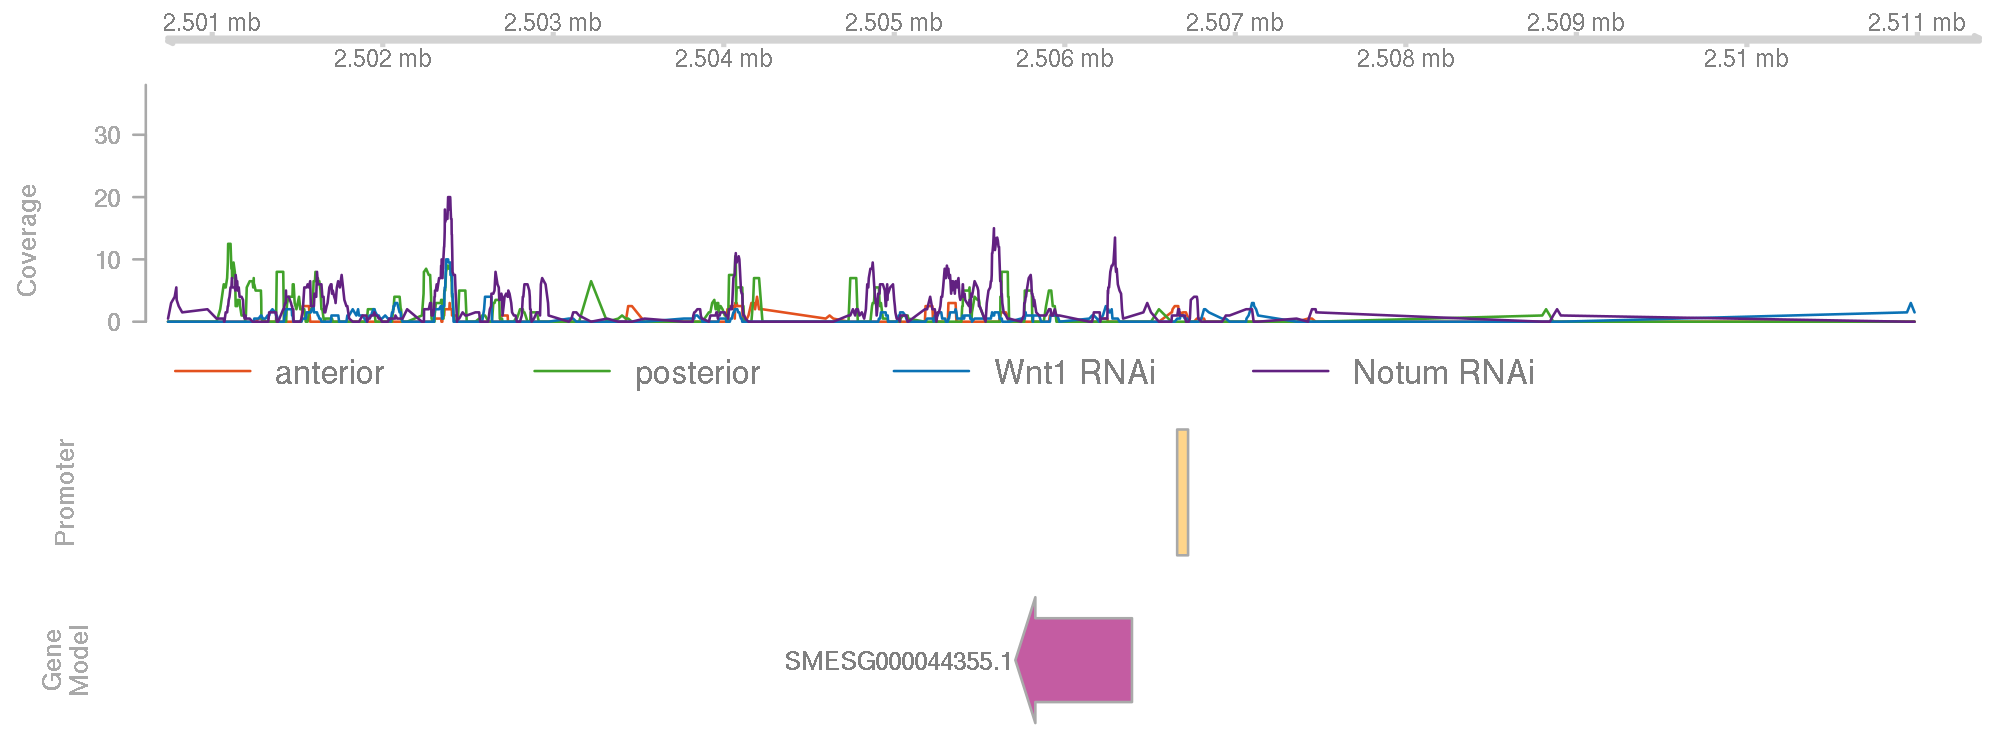 2.501 mb 2.503 mb 2.505 mb 2.507 mb 2.509 mb 2.511 mb
2.502 mb 2.504 mb 2.506 mb 2.508 mb 2.51 mb
Coverage
30
20
10
0
anterior posterior Wnt1 RNAi Notum RNAi
Promoter
Gene
Model
SMESG000044355.1